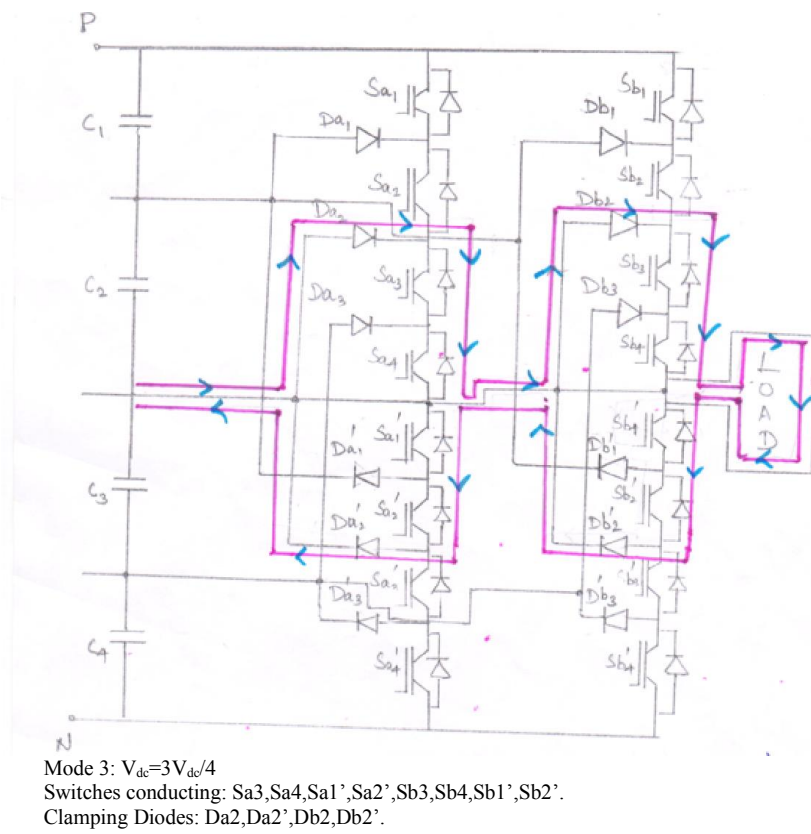 P
Sa1
Sb1
Da1
Db1
C1
Sa2
Sb2
Da2
Db2
Sa3
Sb3
C2
Da3
Db3
Sa4
Sb4
LOAD
Sa1'
Da1'
Db1'
C3
Sa2'
Sb2'
Da2'
Db2'
Da3'
Db3'
C4
Sa4'
Sb4'
N
Mode 3: Vdc=3Vdc/4
Switches conducting: Sa3,Sa4,Sa1’,Sa2’,Sb3,Sb4,Sb1’,Sb2’.
Clamping Diodes: Da2,Da2’,Db2,Db2’.